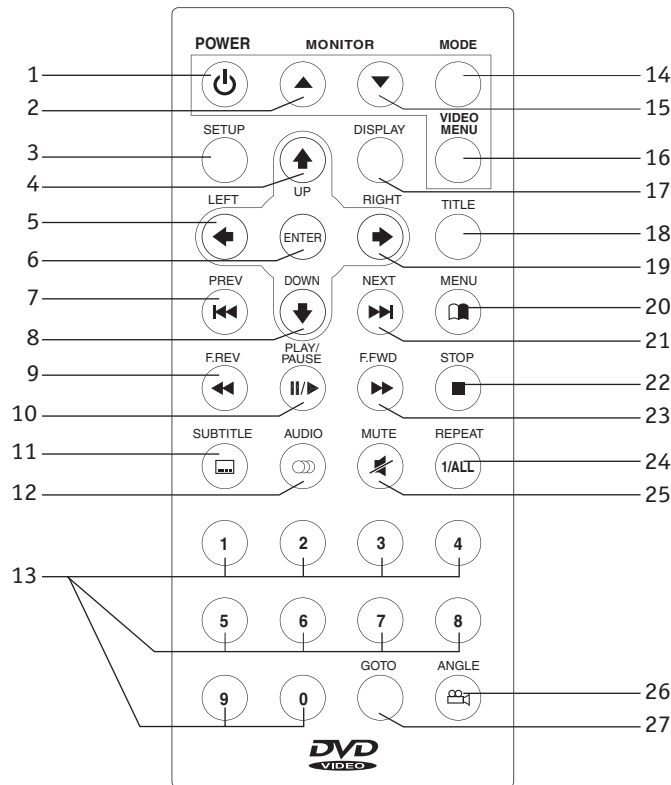 POWER MONITOR MODE
1 14
2 15
VIDEO
MENU
SETUP DISPLAY
3 16
4 17
UP
LEFT RIGHT TITLE
5 18
6 ENTER 19
PREV DOWN NEXT MENU
7 20
8 21
PLAY/
PAUSE
F.REV F.FWD STOP
9 22
10 23
SUBTITLE AUDIO MUTE REPEAT
11 1/ALL 24
12 25
1 2 3 4
13
5 6 7 8
GOTO ANGLE
9 0 26
27
DVD
VIDEO